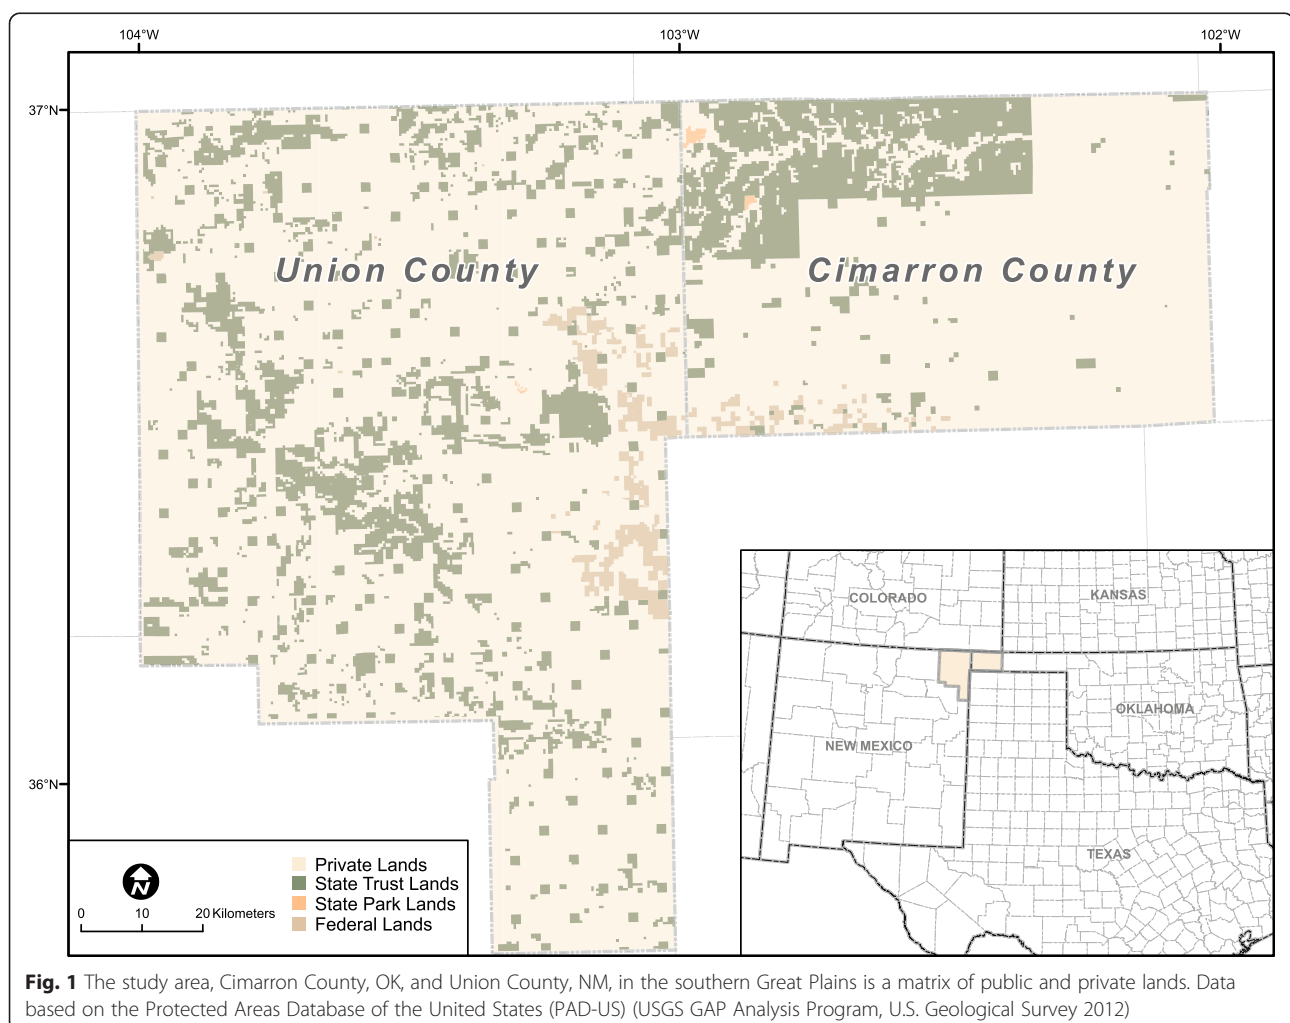 104°W 103°W 102°W
37°N
Union County Cimarron County
COLORADO KANSAS
OKLAHOMA
NEW MEXICO
36°N
TEXAS
N
Private Lands
State Trust Lands
State Park Lands
Federal Lands
0 10 20 Kilometers
Fig. 1 The study area, Cimarron County, OK, and Union County, NM, in the southern Great Plains is a matrix of public and private lands. Data
based on the Protected Areas Database of the United States (PAD-US) (USGS GAP Analysis Program, U.S. Geological Survey 2012)